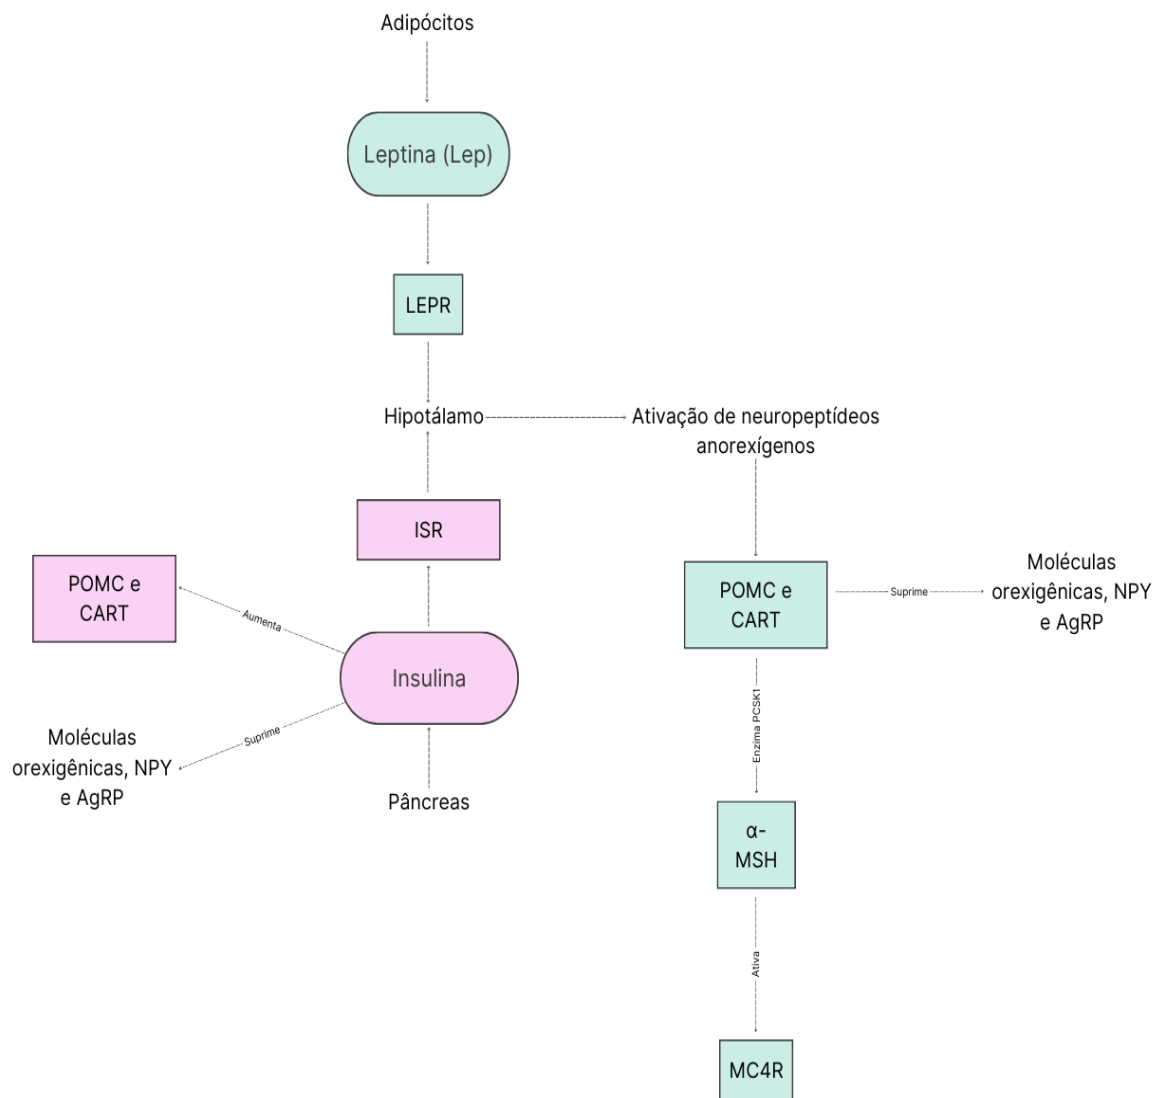 Adipócitos
Leptina (Lep)
LEPR
Hipotálamo
Ativação de neuropeptídeos
anorexígenos
ISR
POMC e
CART
Aumenta
Insulina
Suprime
Moléculas
orexigênicas, NPY
e AgRP
Pâncreas
POMC e
CART
Suprime
Moléculas
orexigênicas, NPY
e AgRP
Enzima PCSK1
α-
MSH
Ativa
MC4R